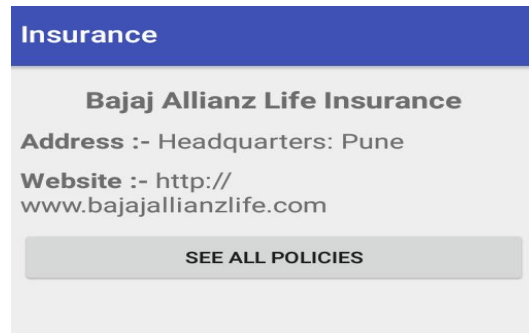 Insurance
Bajaj Allianz Life Insurance
Address :- Headquarters: Pune
Website :- http://
www.bajajallianzlife.com
SEE ALL POLICIES